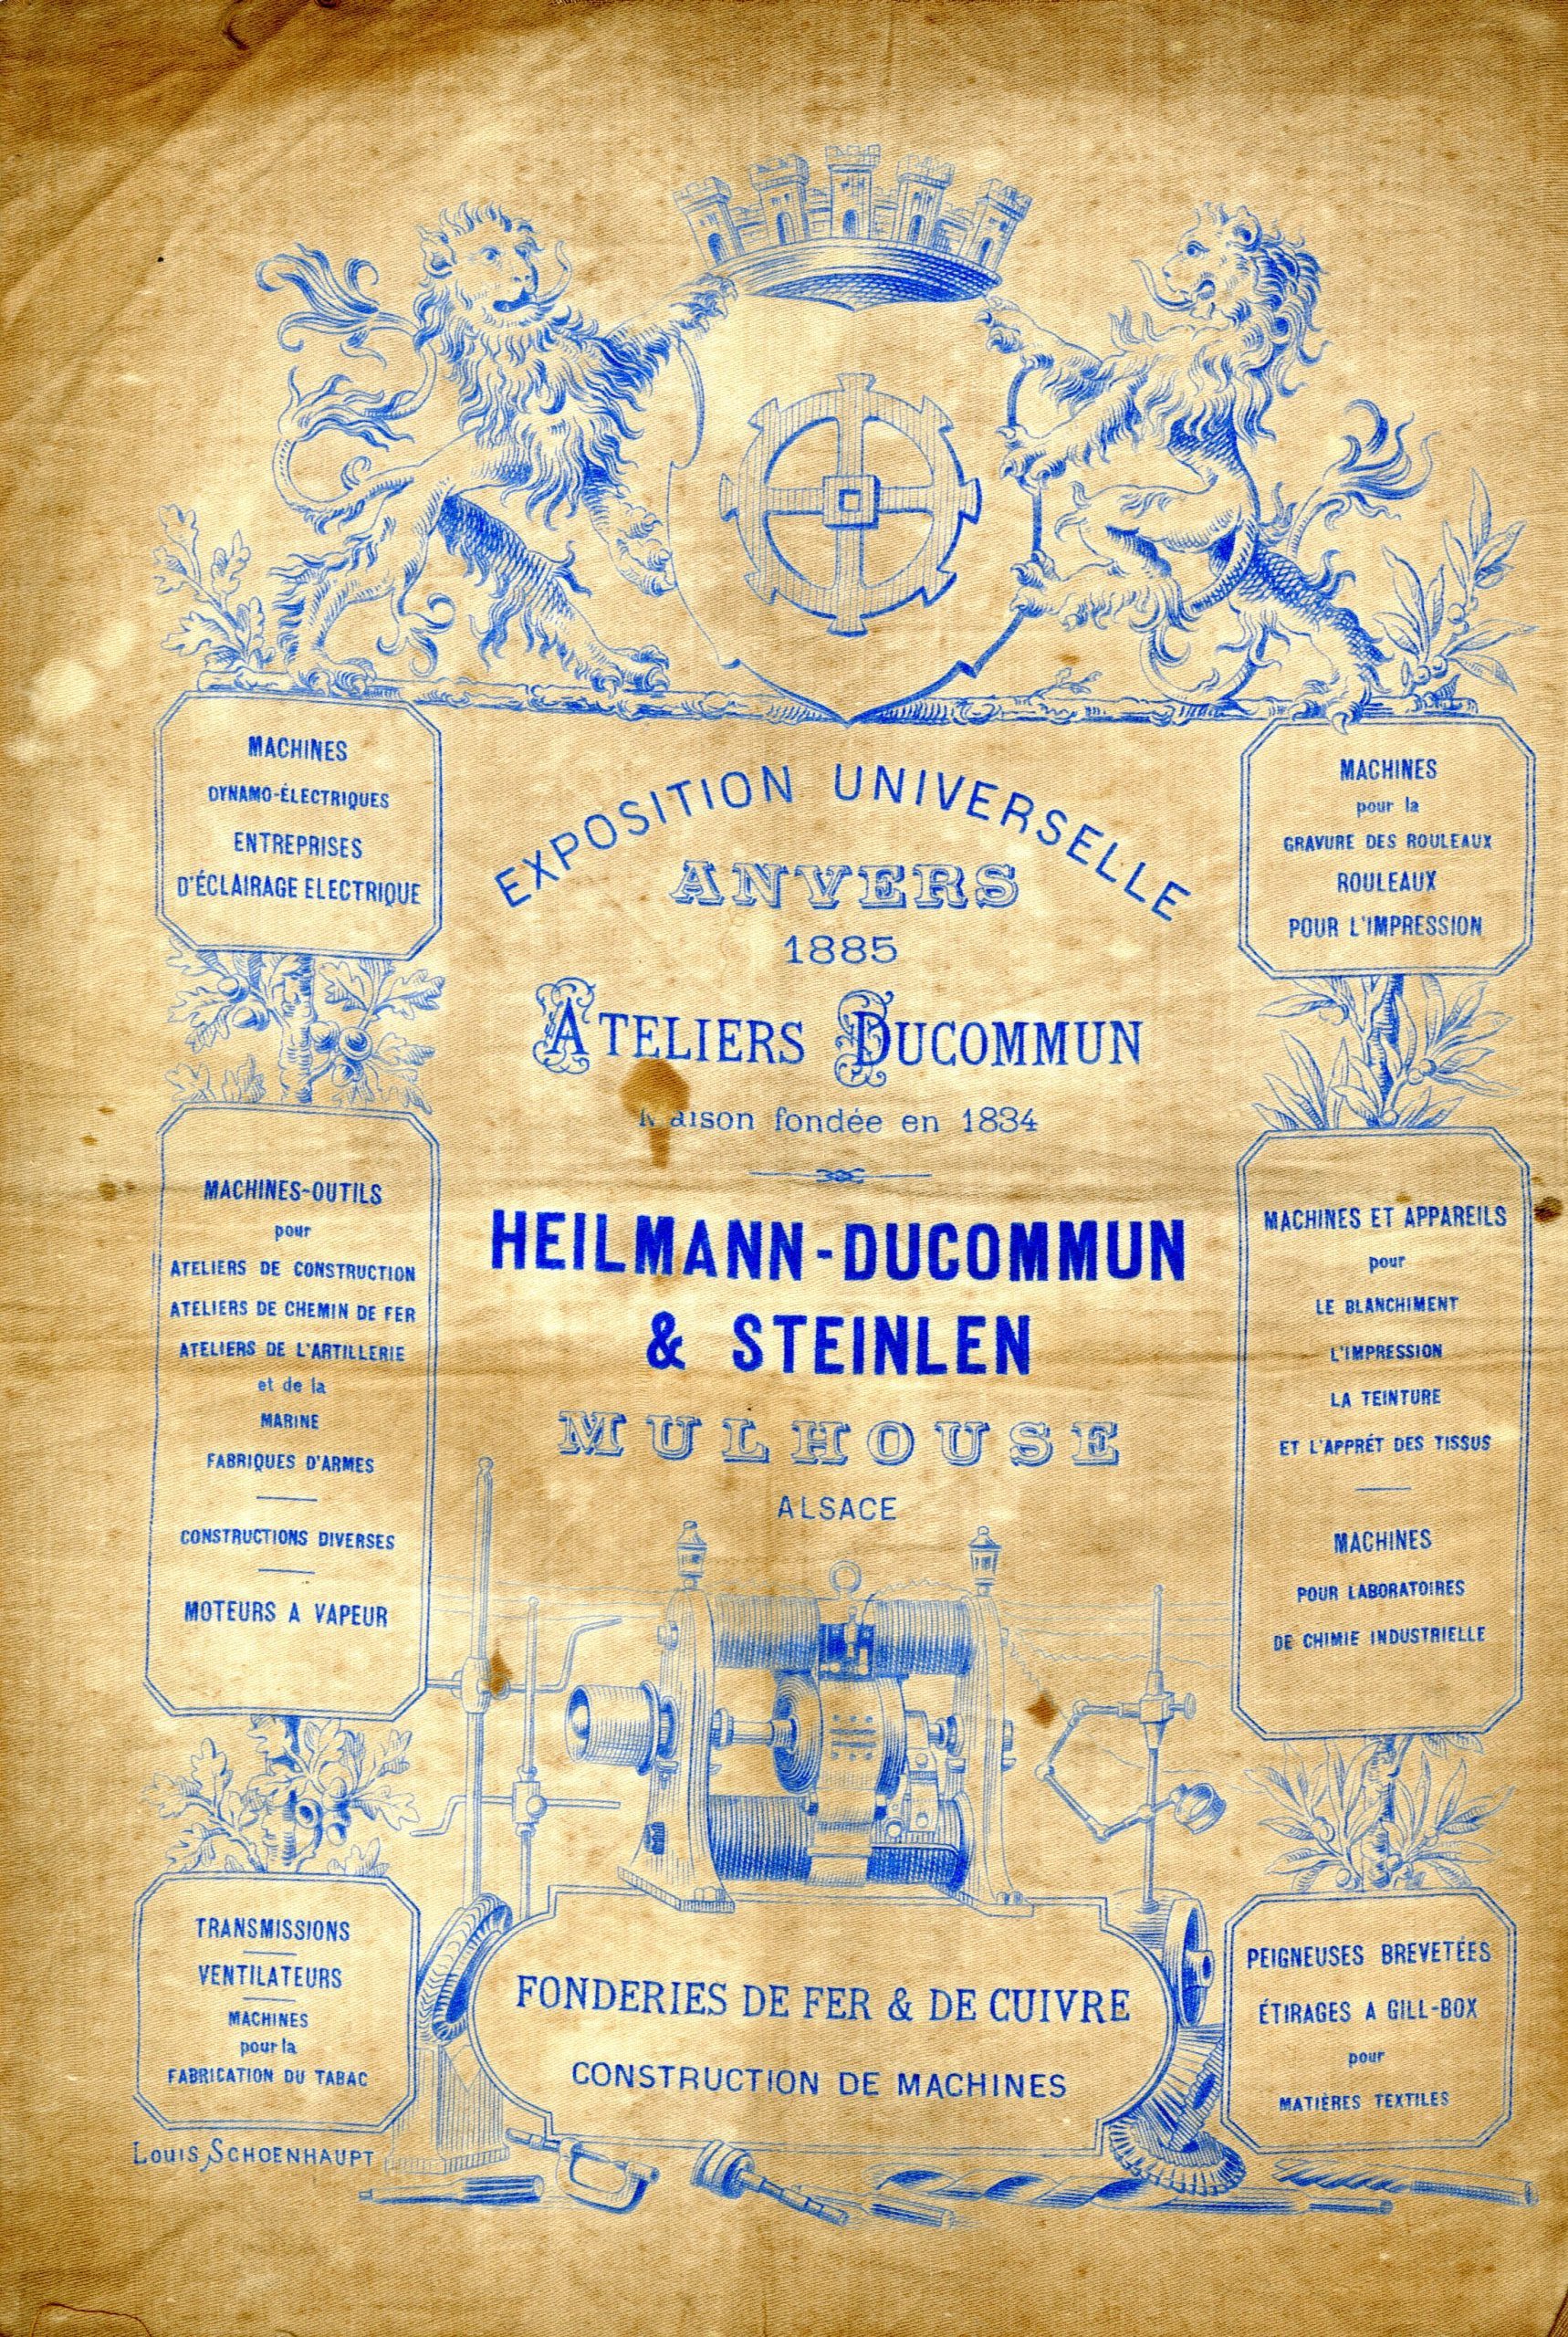 EXPOSITION UNIVERSELLE
ANVERS
1885
ATELIERS DUCOMMUN
Maison fondée en 1834
HEILMANN-DUCOMMUN
& STEINLEN
MULHOUSE
ALSACE
MACHINES
DYNAMO-ÉLECTRIQUES
ENTREPRISES
D'ÉCLAIRAGE ELECTRIQUE
MACHINES-OUTILS
pour
ATELIERS DE CONSTRUCTION
ATELIERS DE CHEMIN DE FER
ATELIERS DE L'ARTILLERIE
et de la
MARINE
FABRIQUES D'ARMES
CONSTRUCTIONS DIVERSES
MOTEURS A VAPEUR
TRANSMISSIONS
VENTILATEURS
MACHINES
pour la
FABRICATION DU TABAC
MACHINES
pour la
GRAVURE DES ROULEAUX
ROULEAUX
POUR L'IMPRESSION
MACHINES ET APPAREILS
pour
LE BLANCHIMENT
L'IMPRESSION
LA TEINTURE
ET L'APPRÊT DES TISSUS
MACHINES
POUR LABORATOIRES
DE CHIMIE INDUSTRIELLE
PEIGNEUSES BREVETÉES
ÉTIRAGES A GILL-BOX
pour
MATIÈRES TEXTILES
FONDERIES DE FER & DE CUIVRE
CONSTRUCTION DE MACHINES
LOUIS SCHOENHAUPT